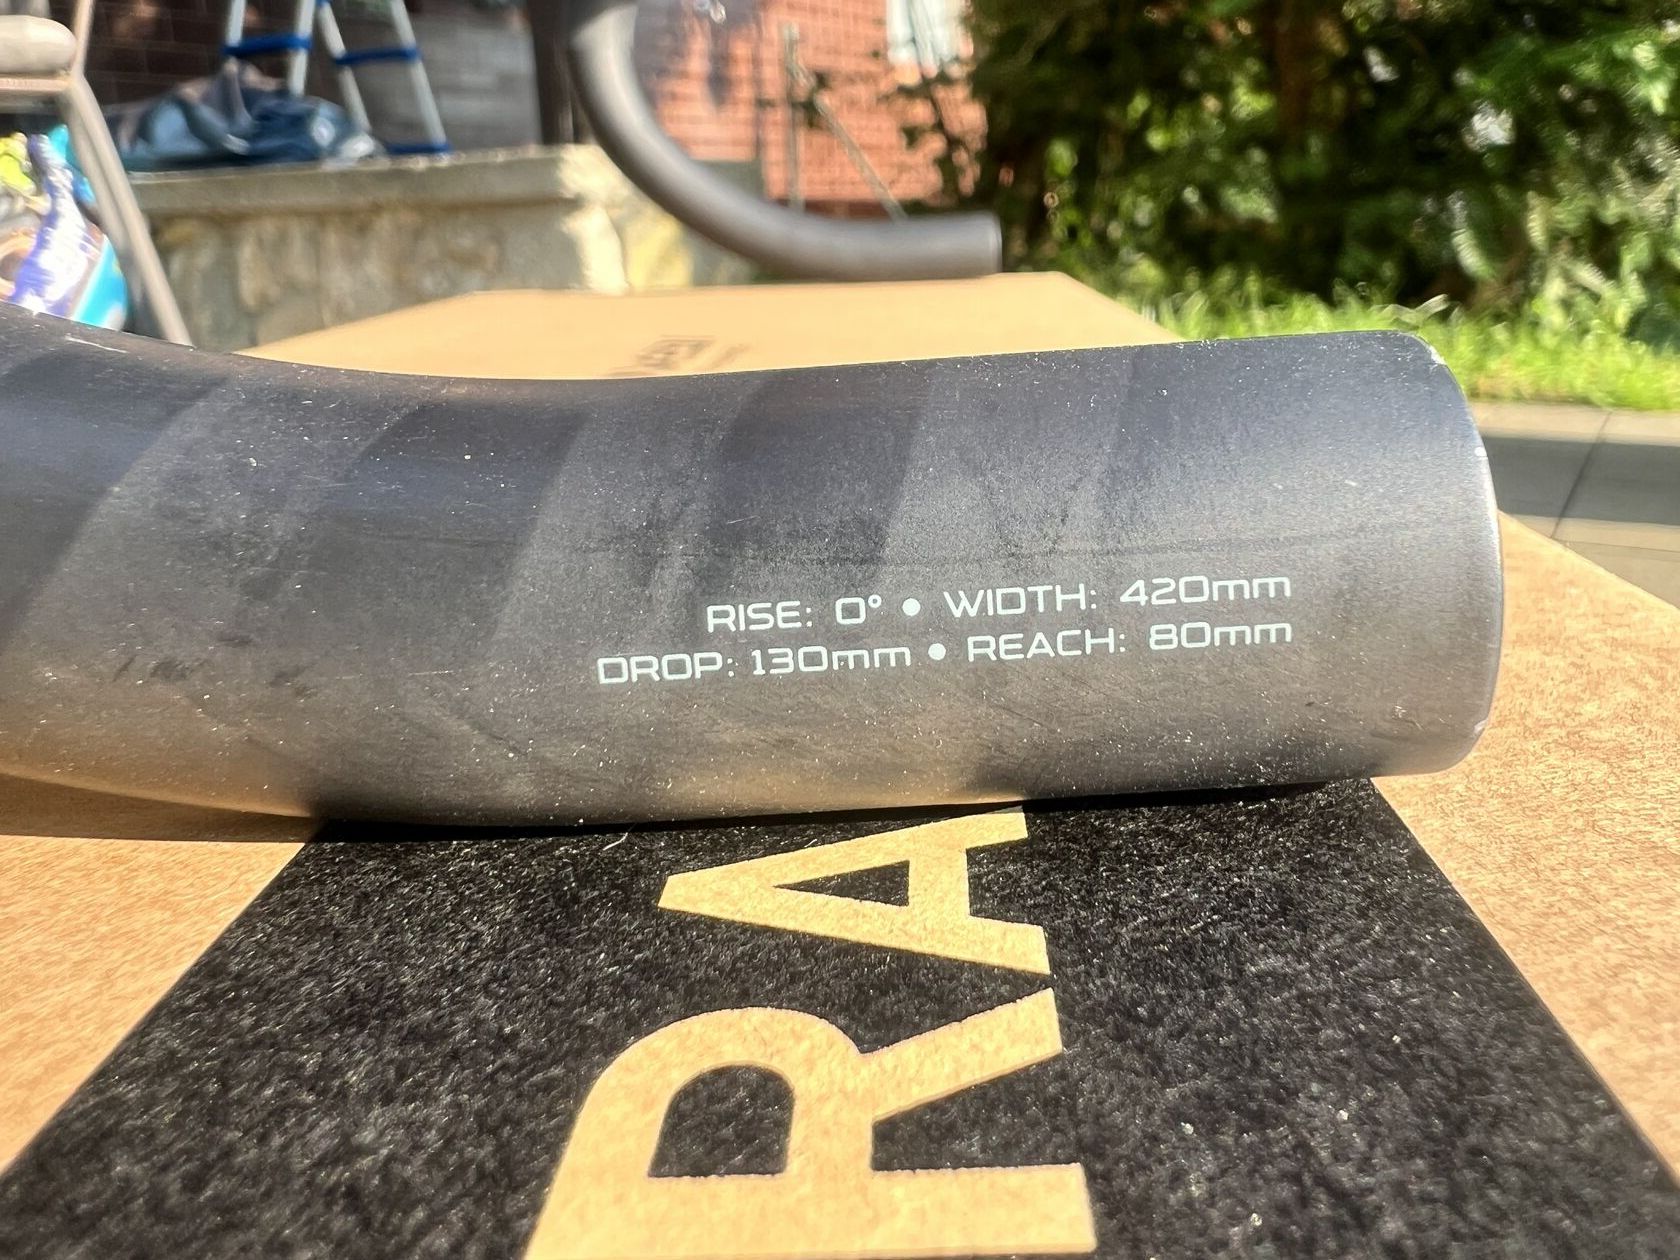 RISE: 0° • WIDTH: 420mm
DROP: 130mm • REACH: 80mm
RA